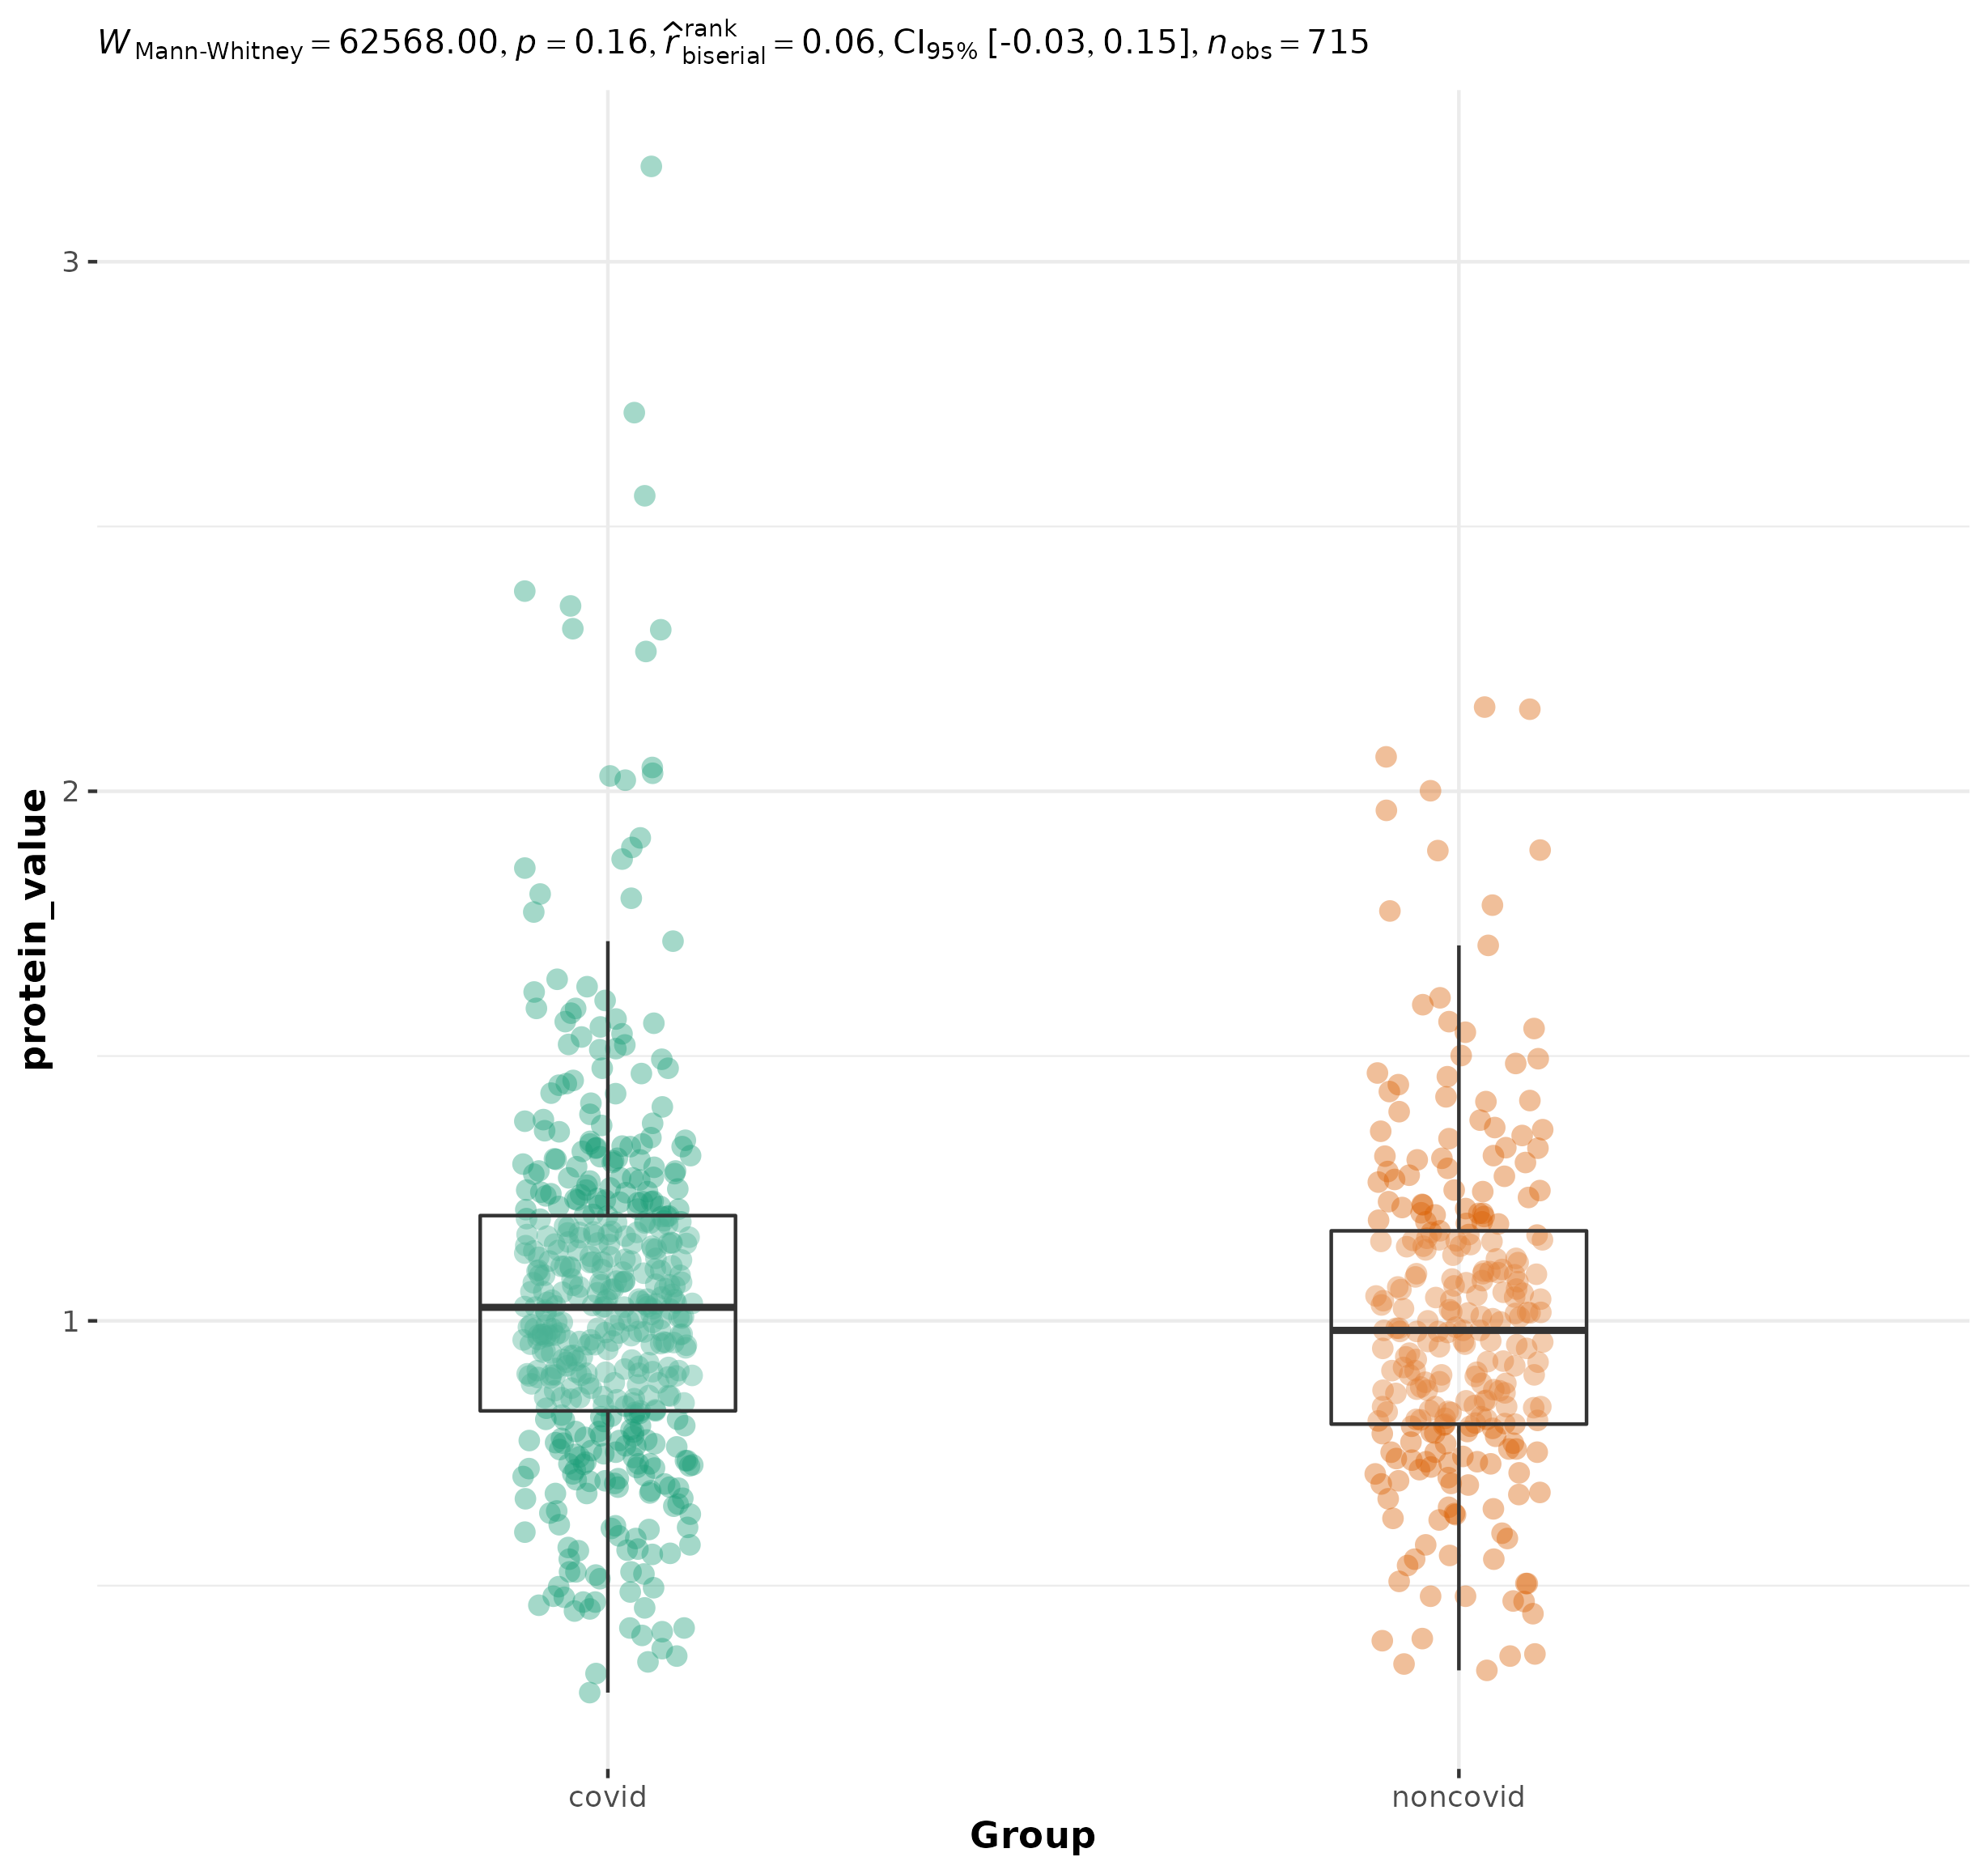 W Mann-Whitney = 62568.00, p = 0.16, r̂ rank biserial = 0.06, CI95% [-0.03, 0.15], n obs = 715
3
2
1
protein_value
covid noncovid
Group